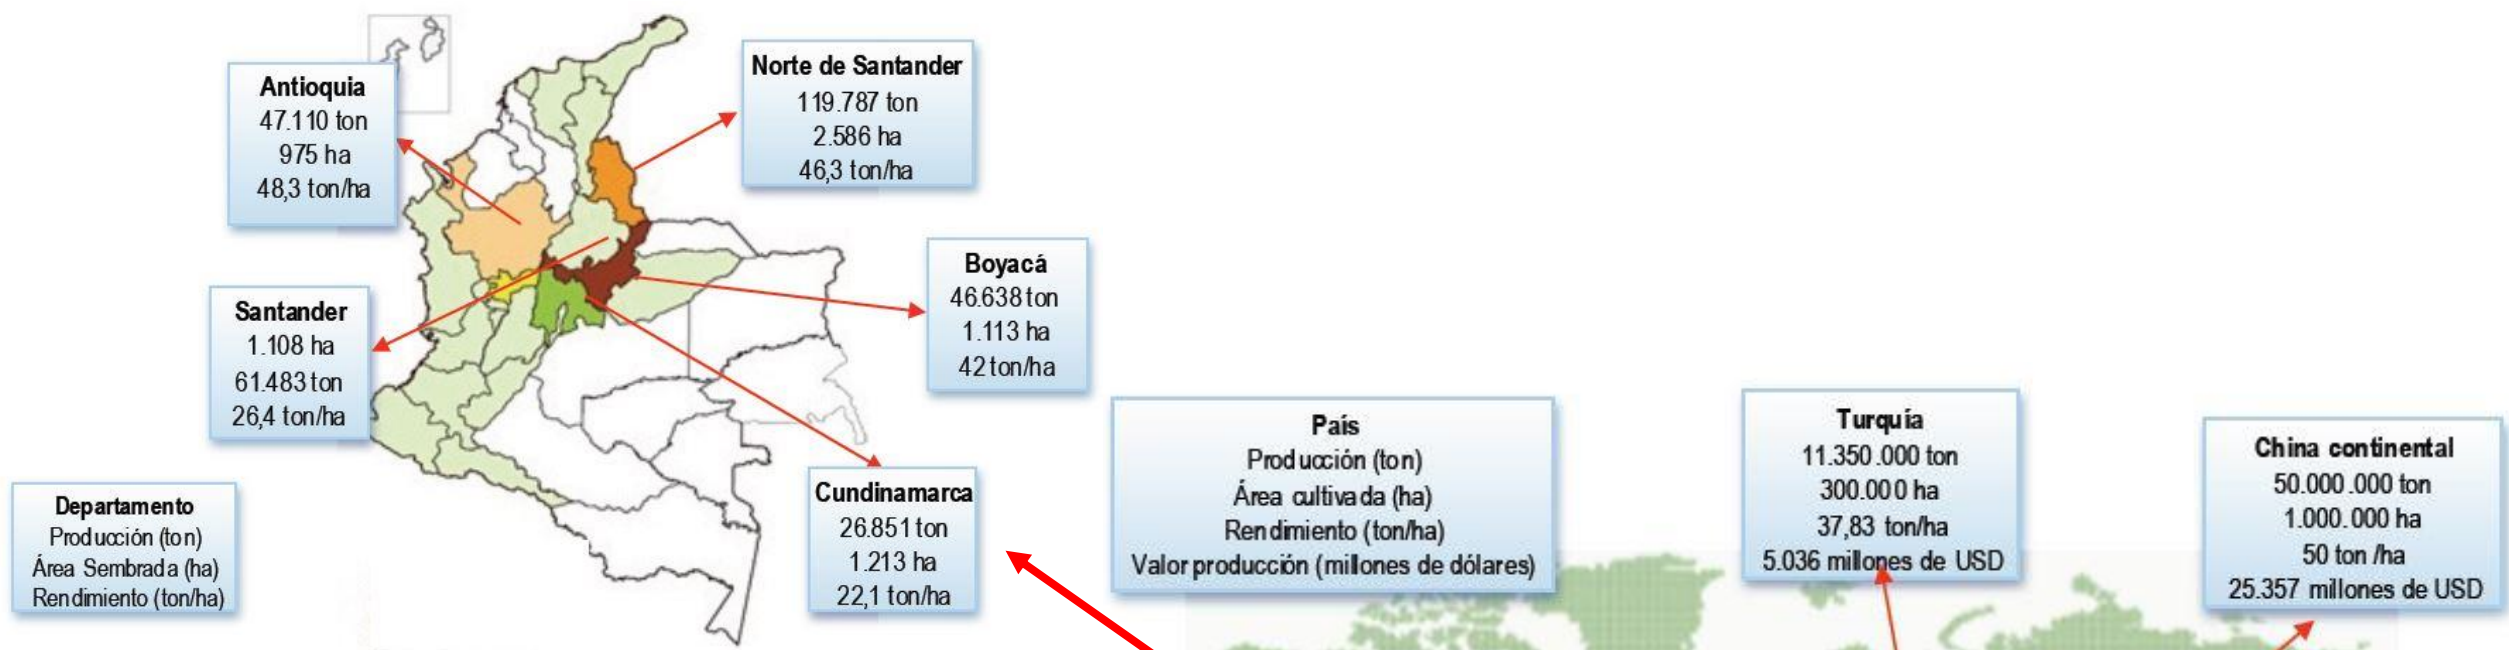 Antioquia
47.110 ton
975 ha
48,3 ton/ha
Norte de Santander
119.787 ton
2.586 ha
46,3 ton/ha
Boyacá
46.638 ton
1.113 ha
42 ton/ha
Santander
1.108 ha
61.483 ton
26,4 ton/ha
Departamento
Producción (ton)
Área Sembrada (ha)
Rendimiento (ton/ha)
Cundinamarca
26.851 ton
1.213 ha
22,1 ton/ha
País
Producción (ton)
Área cultivada (ha)
Rendimiento (ton/ha)
Valor producción (millones de dólares)
Turquía
11.350.000 ton
300.000 ha
37,83 ton/ha
5.036 millones de USD
China continental
50.000.000 ton
1.000.000 ha
50 ton /ha
25.357 millones de USD